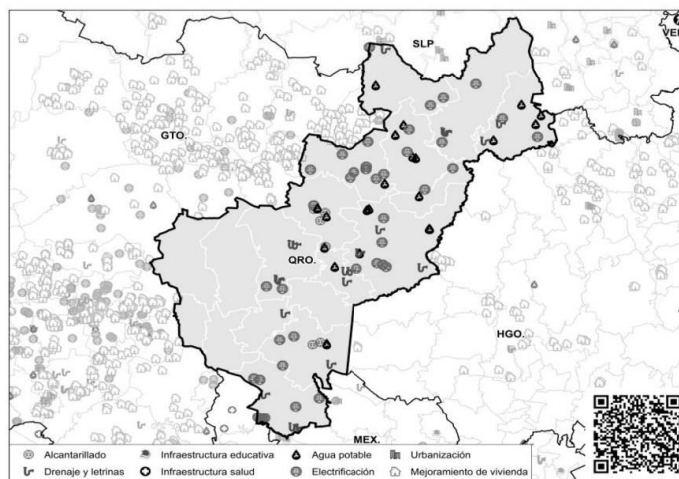 SLP
VER
GTO.
QRO.
HGO.
MEX.
Alcantarillado
Infraestructura educativa
Agua potable
Urbanización
Drenaje y letrinas
Infraestructura salud
Electrificación
Mejoramiento de vivienda